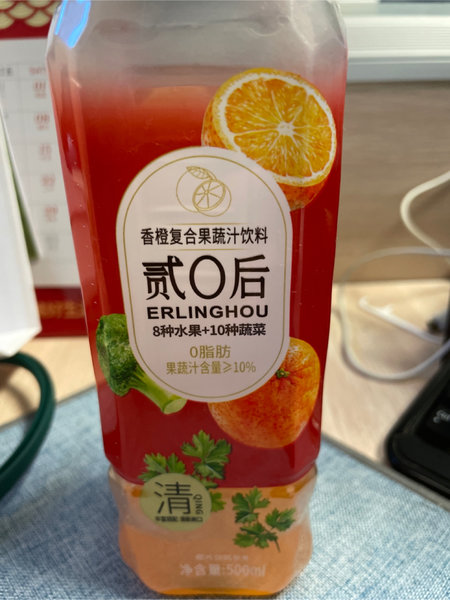 香橙复合果蔬汁饮料
贰0后
ERLINGHOU
8种水果+10种蔬菜
0脂肪
果蔬汁含量≥10%
清
QING
净含量:500ml